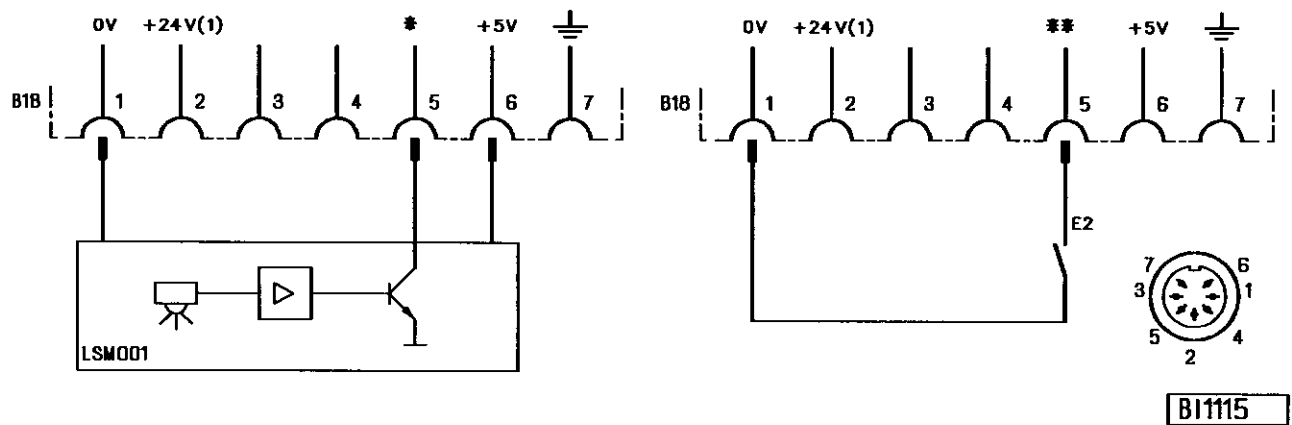 0V +24V(1) * +5V
B18 1 2 3 4 5 6 7
LSM001
0V +24V(1) ** +5V
B18 1 2 3 4 5 6 7
E2
7 6
3 1
5 4
2
BI1115